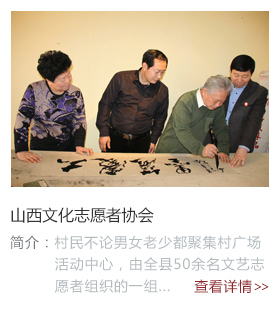 山西文化志愿者协会
简介：村民不论男女老少都聚集村广场
活动中心，由全县50余名文艺志
愿者组织的一组... 查看详情>>